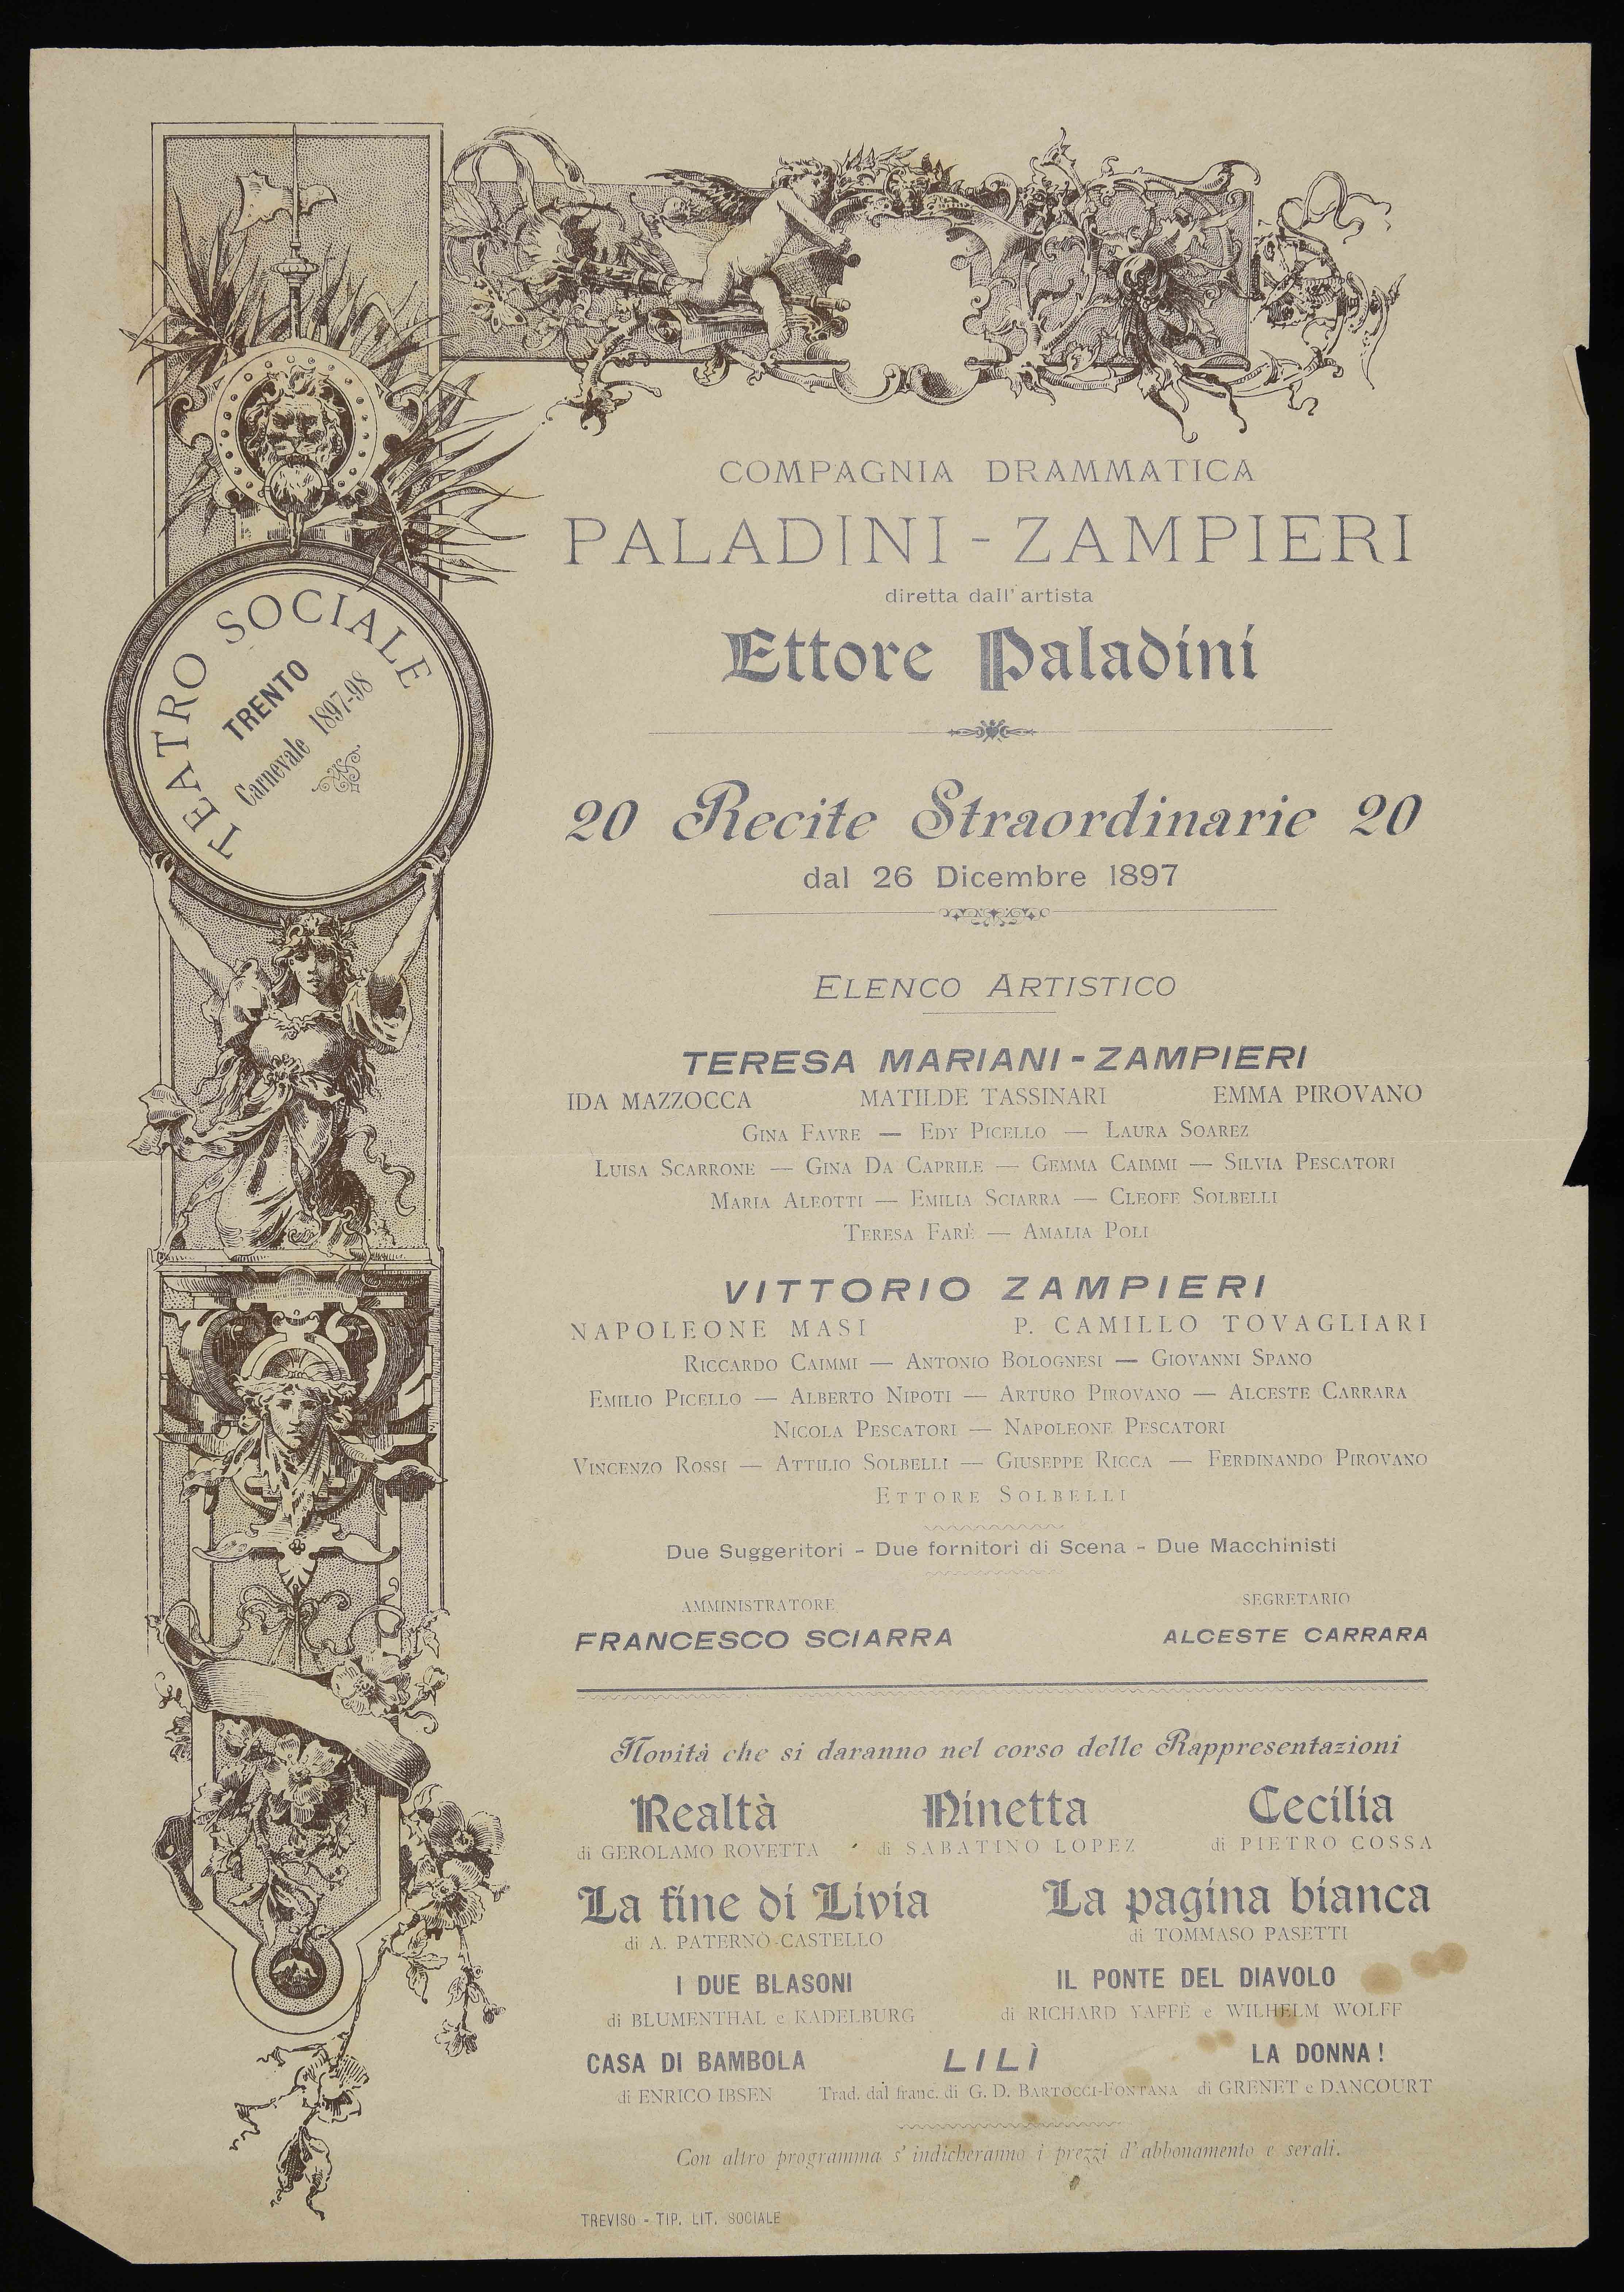 TEATRO SOCIALE
TRENTO
Carnevale 1897-98
COMPAGNIA DRAMMATICA
PALADINI - ZAMPIERI
diretta dall' artista
Ettore Paladini
20 Recite Straordinarie 20
dal 26 Dicembre 1897
ELENCO ARTISTICO
TERESA MARIANI - ZAMPIERI
IDA MAZZOCCA MATILDE TASSINARI EMMA PIROVANO
GINA FAVRE — EDY PICELLO — LAURA SOAREZ
LUISA SCARRONE — GINA DA CAPRILE — GEMMA CAIMMI — SILVIA PESCATORI
MARIA ALEOTTI — EMILIA SCIARRA — CLEOFE SOLBELLI
TERESA FARÈ — AMALIA POLI
VITTORIO ZAMPIERI
NAPOLEONE MASI P. CAMILLO TOVAGLIARI
RICCARDO CAIMMI — ANTONIO BOLOGNESI — GIOVANNI SPANO
EMILIO PICELLO — ALBERTO NIPOTI — ARTURO PIROVANO — ALCESTE CARRARA
NICOLA PESCATORI — NAPOLEONE PESCATORI
VINCENZO ROSSI — ATTILIO SOLBELLI — GIUSEPPE RICCA — FERDINANDO PIROVANO
ETTORE SOLBELLI
Due Suggeritori - Due fornitori di Scena - Due Macchinisti
AMMINISTRATORE SEGRETARIO
FRANCESCO SCIARRA ALCESTE CARRARA
Novità che si daranno nel corso delle Rappresentazioni
Realtà Ninetta Cecilia
di GEROLAMO ROVETTA di SABATINO LOPEZ di PIETRO COSSA
La fine di Livia La pagina bianca
di A. PATERNÒ-CASTELLO di TOMMASO PASETTI
I DUE BLASONI IL PONTE DEL DIAVOLO
di BLUMENTHAL e KADELBURG di RICHARD YAFFÈ e WILHELM WOLFF
CASA DI BAMBOLA LILÌ LA DONNA!
di ENRICO IBSEN Trad. dal franc. di G. D. BARTOCCI-FONTANA di GRENET e DANCOURT
Con altro programma s' indicheranno i prezzi d' abbonamento e serali.
TREVISO - TIP. LIT. SOCIALE